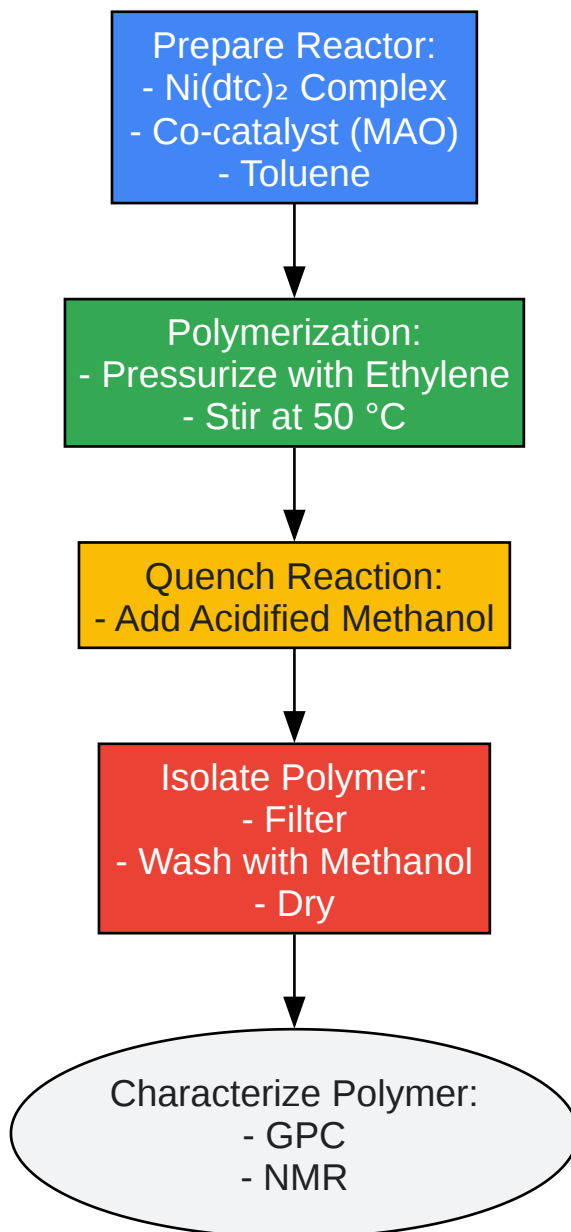 Prepare Reactor:
- Ni(dtc)₂ Complex
- Co-catalyst (MAO)
- Toluene
Polymerization:
- Pressurize with Ethylene
- Stir at 50 °C
Quench Reaction:
- Add Acidified Methanol
Isolate Polymer:
- Filter
- Wash with Methanol
- Dry
Characterize Polymer:
- GPC
- NMR